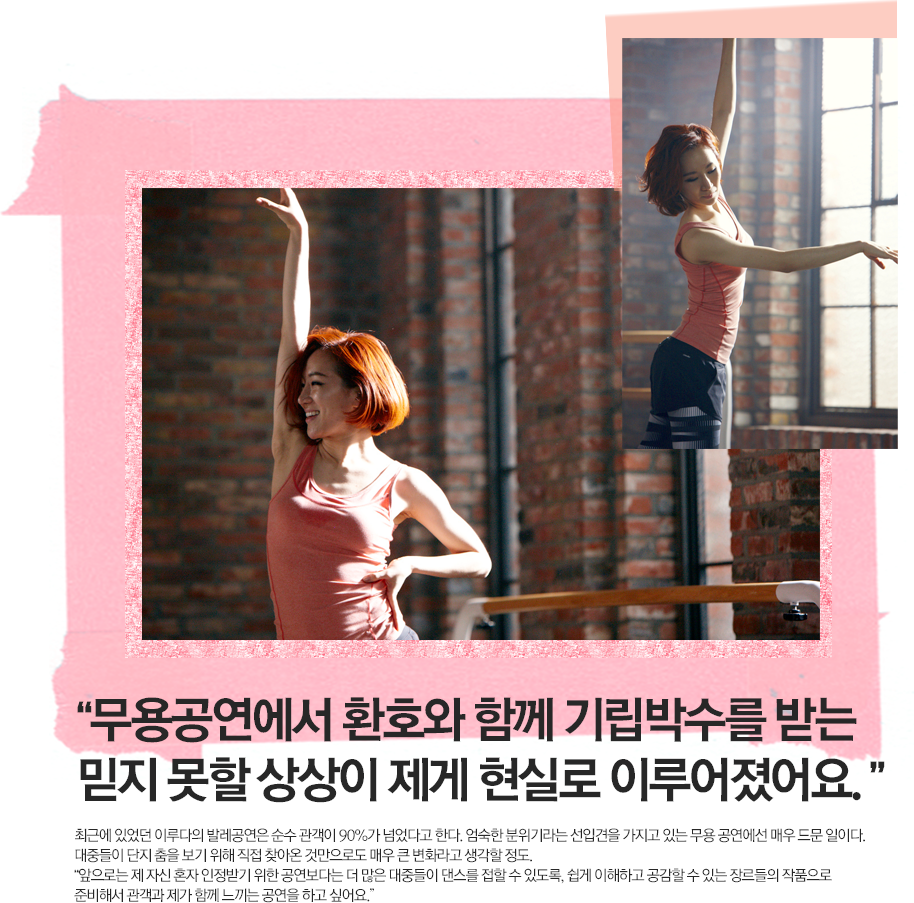 “무용공연에서 환호와 함께 기립박수를 받는
믿지 못할 상상이 제게 현실로 이루어졌어요. ”
최근에 있었던 이루다의 발레공연은 순수 관객이 90%가 넘었다고 한다. 엄숙한 분위기라는 선입견을 가지고 있는 무용 공연에선 매우 드문 일이다.
대중들이 단지 춤을 보기 위해 직접 찾아온 것만으로도 매우 큰 변화라고 생각할 정도.
“앞으로는 제 자신 혼자 인정받기 위한 공연보다는 더 많은 대중들이 댄스를 접할 수 있도록, 쉽게 이해하고 공감할 수 있는 장르들의 작품으로
준비해서 관객과 제가 함께 느끼는 공연을 하고 싶어요.”